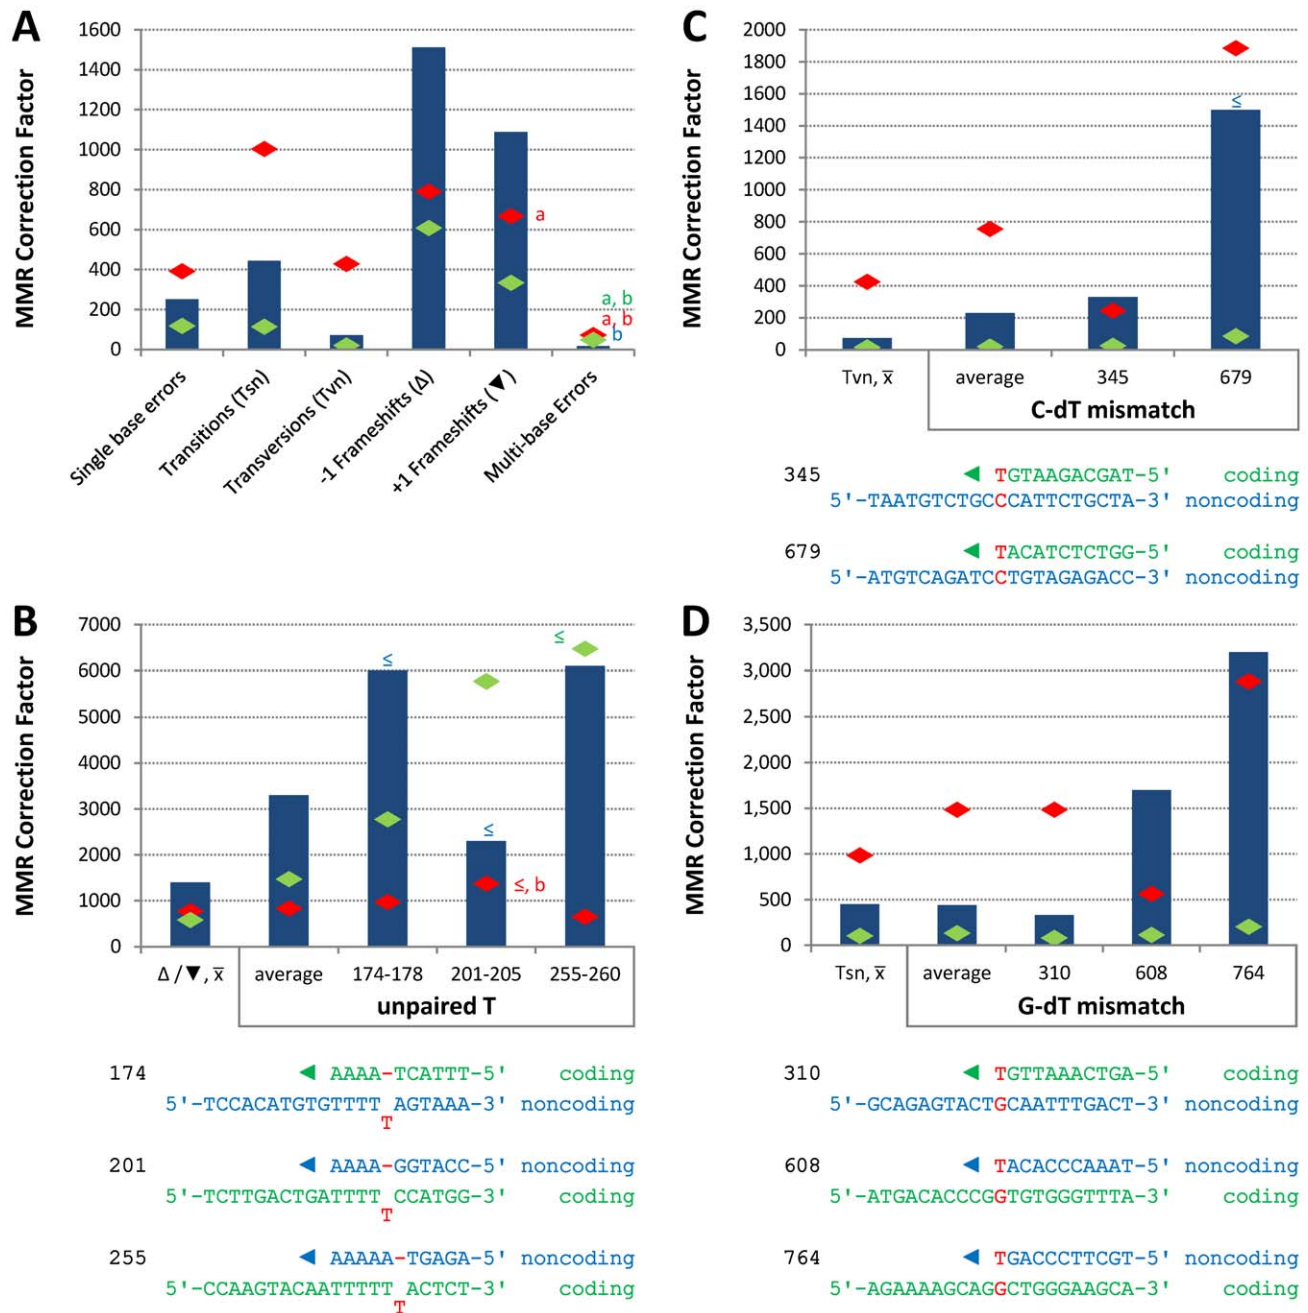 A
MMR Correction Factor
1600
1400
1200
1000
800
600
400
200
0
a
a, b
a, b
b
Single base errors
Transitions (Tsn)
Transversions (Tvn)
-1 Frameshifts (Δ)
+1 Frameshifts (▼)
Multi-base Errors
C
MMR Correction Factor
2000
1800
1600
1400
1200
1000
800
600
400
200
0
≤
Tvn, x̅ average 345 679
C-dT mismatch
345 ◀ TGTAAGACGAT-5' coding
5'-TAATGTCTGCCCATTCTGCTA-3' noncoding
679 ◀ TACATCTCTGG-5' coding
5'-ATGTCAGATCCTGTAGAGACC-3' noncoding
B
MMR Correction Factor
7000
6000
5000
4000
3000
2000
1000
0
≤
≤
≤, b
≤
Δ /▼, x̅ average 174-178 201-205 255-260
unpaired T
174 ◀ AAAA-TCATTT-5' coding
5'-TCCACATGTGTTTT AGTAAA-3' noncoding
T
201 ◀ AAAA-GGTACC-5' noncoding
5'-TCTTGACTGATTTT CCATGG-3' coding
T
255 ◀ AAAAA-TGAGA-5' noncoding
5'-CCAAGTACAATTTTT ACTCT-3' coding
T
D
MMR Correction Factor
3,500
3,000
2,500
2,000
1,500
1,000
500
0
Tsn, x̅ average 310 608 764
G-dT mismatch
310 ◀ TGTTAAACTGA-5' coding
5'-GCAGAGTACTGCAATTTGACT-3' noncoding
608 ◀ TACACCCAAAT-5' noncoding
5'-ATGACACCCGGTGTGGGTTTA-3' coding
764 ◀ TGACCCTTCGT-5' noncoding
5'-AGAAAAGCAGGCTGGGAAGCA-3' coding